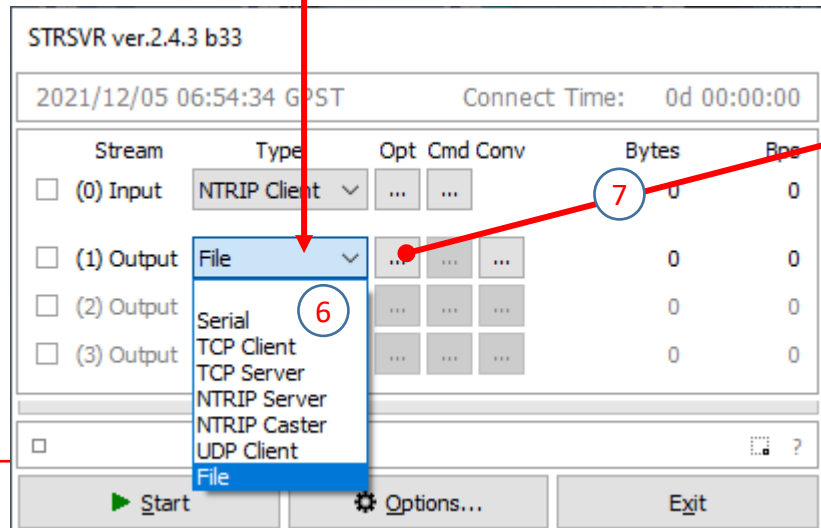 STRSVR ver.2.4.3 b33
2021/12/05 06:54:34 GPST Connect Time: 0d 00:00:00
Stream Type Opt Cmd Conv Bytes Bps
(0) Input NTRIP Client ... ... 0 0
7
(1) Output File ... ... ... 0 0
6
(2) Output ... ... ... 0 0
(3) Output ... ... ... 0 0
Serial
TCP Client
TCP Server
NTRIP Server
NTRIP Caster
UDP Client
File
?
Start Options... Exit